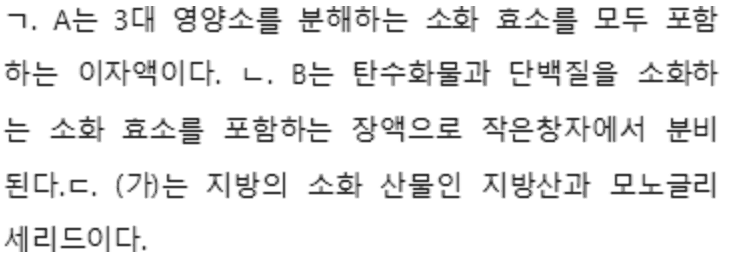 ㄱ. A는 3대 영양소를 분해하는 소화 효소를 모두 포함
하는 이자액이다. ㄴ. B는 탄수화물과 단백질을 소화하
는 소화 효소를 포함하는 장액으로 작은창자에서 분비
된다.ㄷ. (가)는 지방의 소화 산물인 지방산과 모노글리
세리드이다.